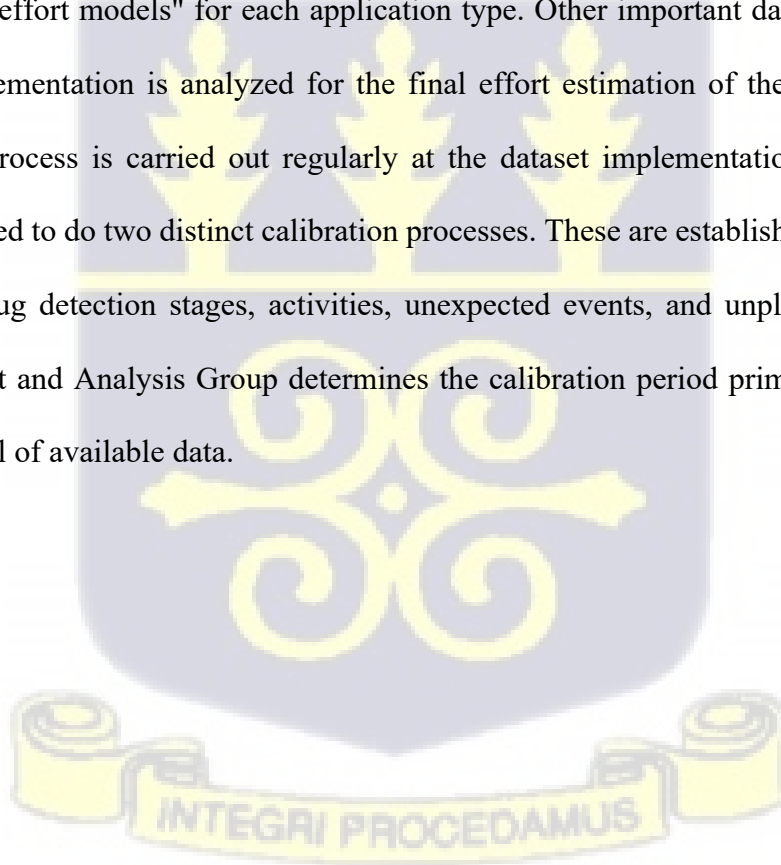 effort models" for each application type. Other important da
ementation is analyzed for the final effort estimation of the
rocess is carried out regularly at the dataset implementatio
ed to do two distinct calibration processes. These are establish
ug detection stages, activities, unexpected events, and unpl
t and Analysis Group determines the calibration period prim
l of available data.
INTEGRI PROCEDAMUS